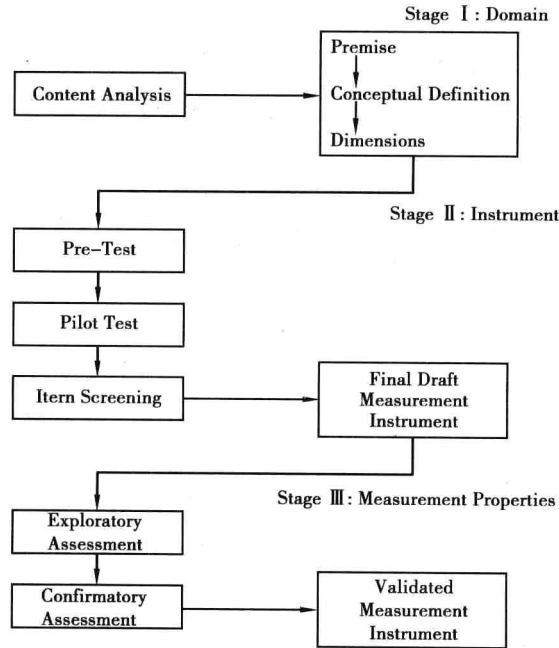 Stage Ⅰ: Domain
Premise
Content Analysis
Conceptual Definition
Dimensions
Stage Ⅱ: Instrument
Pre-Test
Pilot Test
Itern Screening
Final Draft
Measurement
Instrument
Stage Ⅲ: Measurement Properties
Exploratory
Assessment
Confirmatory
Assessment
Validated
Measurement
Instrument